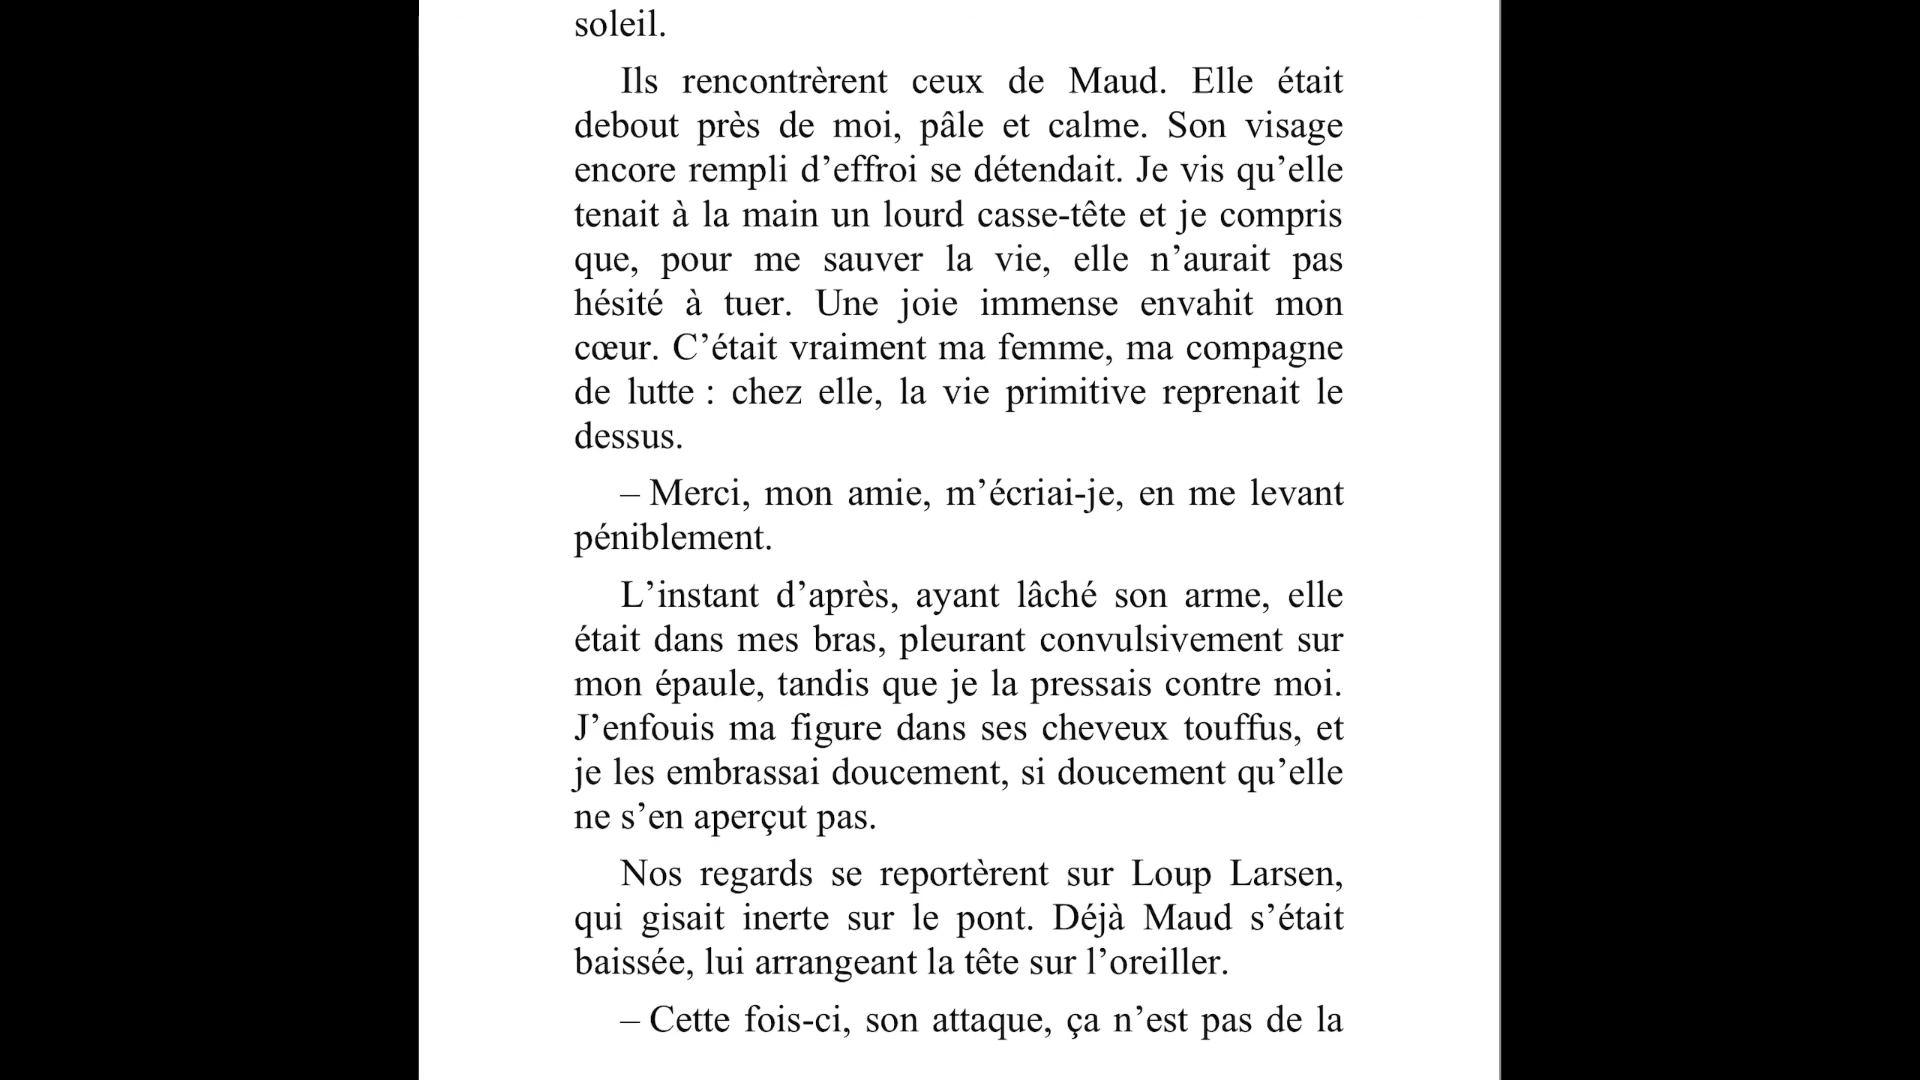 soleil.
Ils rencontrèrent ceux de Maud. Elle était
debout près de moi, pâle et calme. Son visage
encore rempli d’effroi se détendait. Je vis qu’elle
tenait à la main un lourd casse-tête et je compris
que, pour me sauver la vie, elle n’aurait pas
hésité à tuer. Une joie immense envahit mon
cœur. C’était vraiment ma femme, ma compagne
de lutte : chez elle, la vie primitive reprenait le
dessus.
– Merci, mon amie, m’écriai-je, en me levant
péniblement.
L’instant d’après, ayant lâché son arme, elle
était dans mes bras, pleurant convulsivement sur
mon épaule, tandis que je la pressais contre moi.
J’enfouis ma figure dans ses cheveux touffus, et
je les embrassai doucement, si doucement qu’elle
ne s’en aperçut pas.
Nos regards se reportèrent sur Loup Larsen,
qui gisait inerte sur le pont. Déjà Maud s’était
baissée, lui arrangeant la tête sur l’oreiller.
– Cette fois-ci, son attaque, ça n’est pas de la